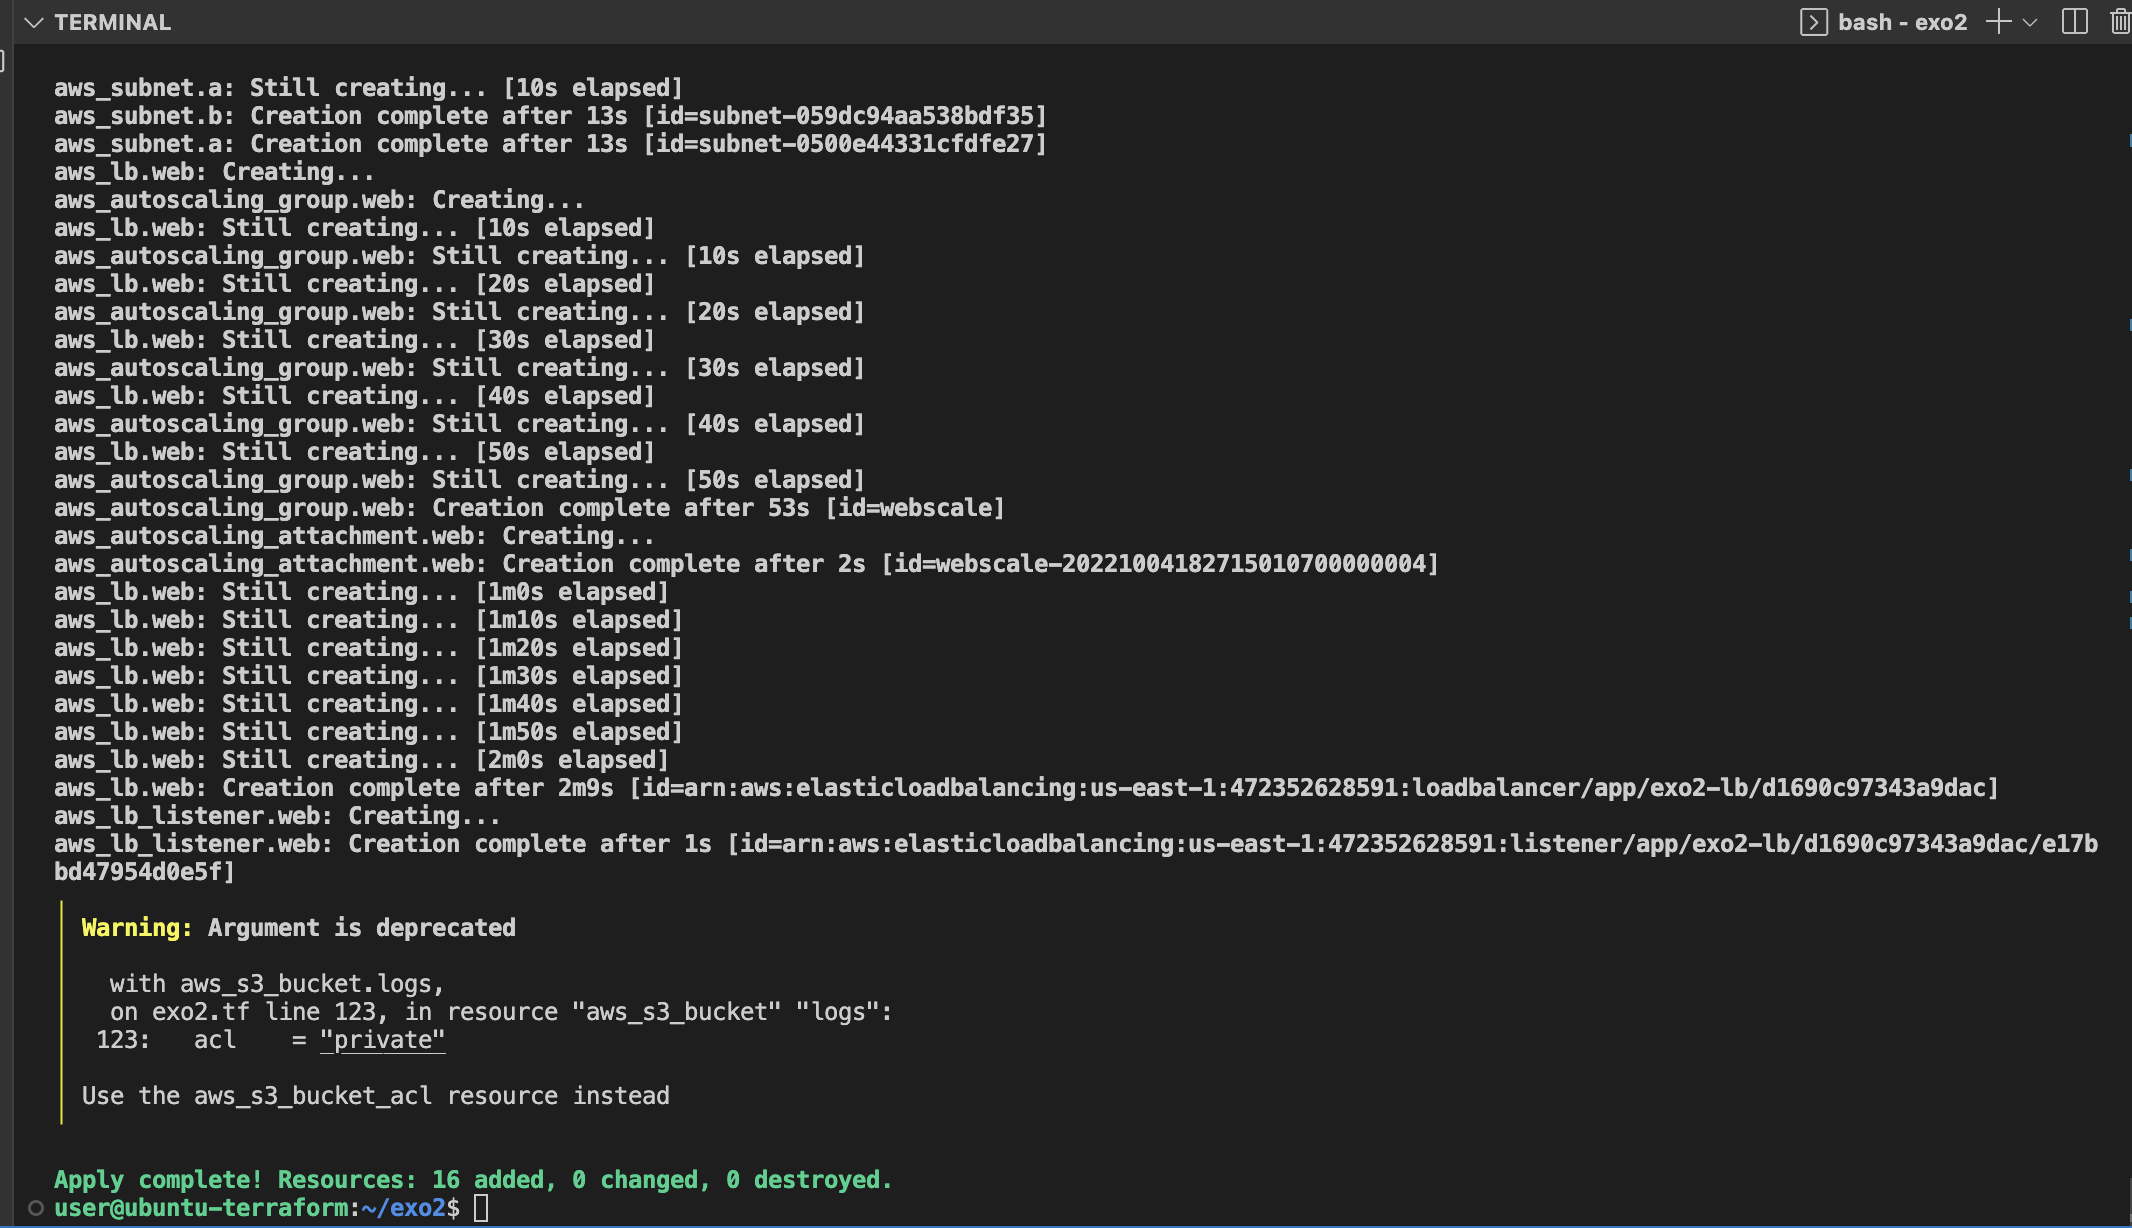 TERMINAL
bash - exo2
aws_subnet.a: Still creating... [10s elapsed]
aws_subnet.b: Creation complete after 13s [id=subnet-059dc94aa538bdf35]
aws_subnet.a: Creation complete after 13s [id=subnet-0500e44331cfdfe27]
aws_lb.web: Creating...
aws_autoscaling_group.web: Creating...
aws_lb.web: Still creating... [10s elapsed]
aws_autoscaling_group.web: Still creating... [10s elapsed]
aws_lb.web: Still creating... [20s elapsed]
aws_autoscaling_group.web: Still creating... [20s elapsed]
aws_lb.web: Still creating... [30s elapsed]
aws_autoscaling_group.web: Still creating... [30s elapsed]
aws_lb.web: Still creating... [40s elapsed]
aws_autoscaling_group.web: Still creating... [40s elapsed]
aws_lb.web: Still creating... [50s elapsed]
aws_autoscaling_group.web: Still creating... [50s elapsed]
aws_autoscaling_group.web: Creation complete after 53s [id=webscale]
aws_autoscaling_attachment.web: Creating...
aws_autoscaling_attachment.web: Creation complete after 2s [id=webscale-20221004182715010700000004]
aws_lb.web: Still creating... [1m0s elapsed]
aws_lb.web: Still creating... [1m10s elapsed]
aws_lb.web: Still creating... [1m20s elapsed]
aws_lb.web: Still creating... [1m30s elapsed]
aws_lb.web: Still creating... [1m40s elapsed]
aws_lb.web: Still creating... [1m50s elapsed]
aws_lb.web: Still creating... [2m0s elapsed]
aws_lb.web: Creation complete after 2m9s [id=arn:aws:elasticloadbalancing:us-east-1:472352628591:loadbalancer/app/exo2-lb/d1690c97343a9dac]
aws_lb_listener.web: Creating...
aws_lb_listener.web: Creation complete after 1s [id=arn:aws:elasticloadbalancing:us-east-1:472352628591:listener/app/exo2-lb/d1690c97343a9dac/e17b
bd47954d0e5f]
Warning: Argument is deprecated
with aws_s3_bucket.logs,
on exo2.tf line 123, in resource "aws_s3_bucket" "logs":
123:   acl    = "private"
Use the aws_s3_bucket_acl resource instead
Apply complete! Resources: 16 added, 0 changed, 0 destroyed.
user@ubuntu-terraform:~/exo2$